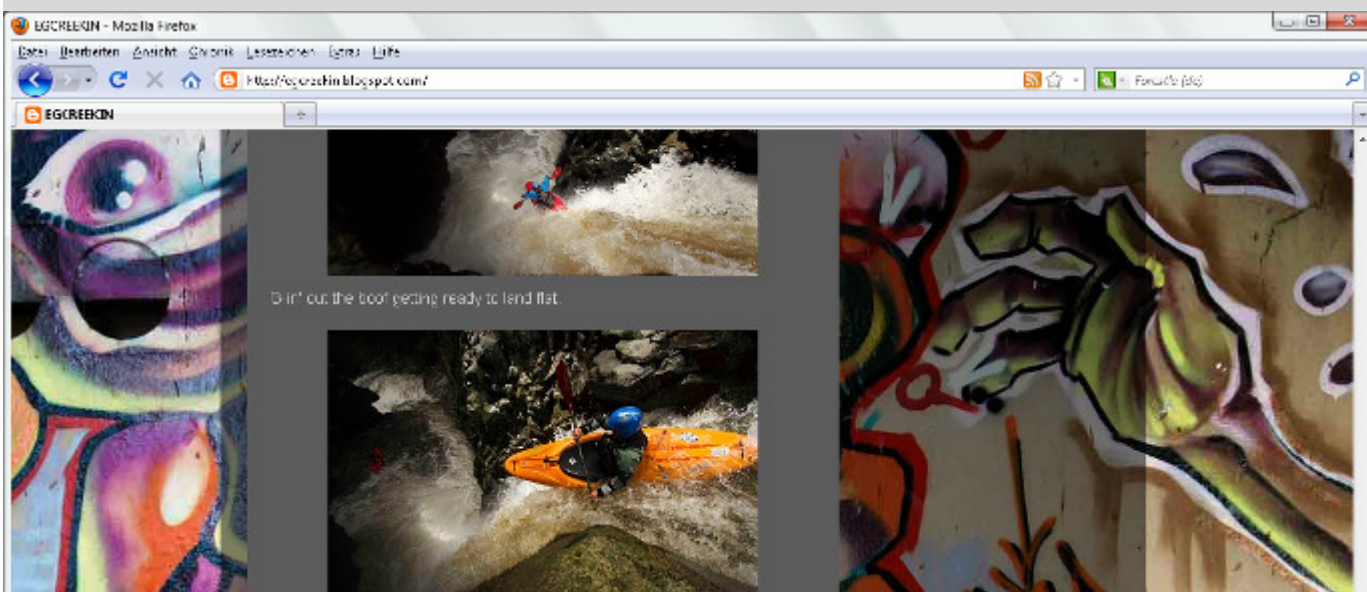 EGCREEKIN - Mozilla Firefox
Datei Bearbeiten Ansicht Chronik Lesezeichen Extras Hilfe
http://egcreekin.blogspot.com/
EGCREEKIN
out the boof getting ready to land flat.